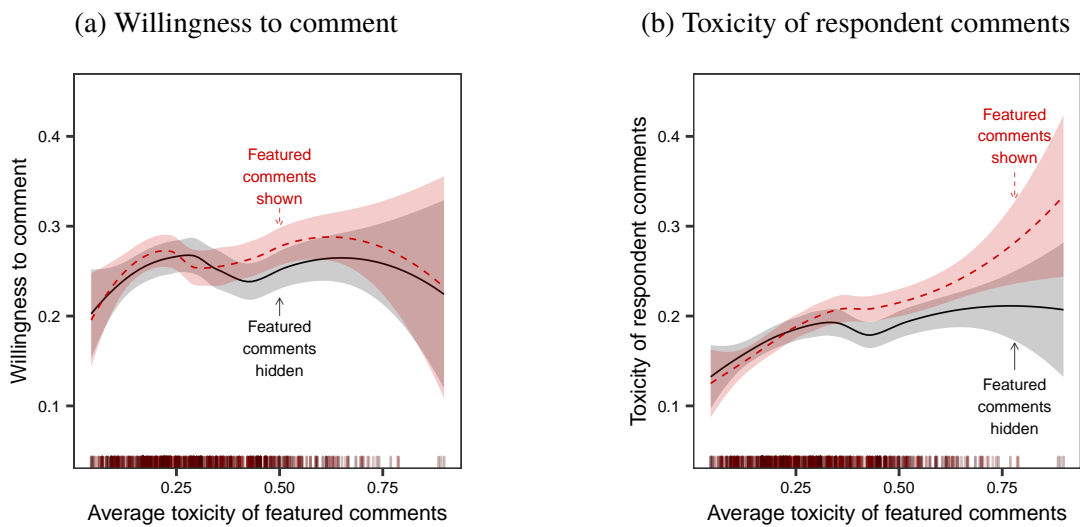 (a) Willingness to comment
Willingness to comment
0.4
0.3
0.2
0.1
Featured
comments
shown
Featured
comments
hidden
0.25
0.50
0.75
Average toxicity of featured comments
(b) Toxicity of respondent comments
Toxicity of respondent comments
0.4
0.3
0.2
0.1
Featured
comments
shown
Featured
comments
hidden
0.25
0.50
0.75
Average toxicity of featured comments